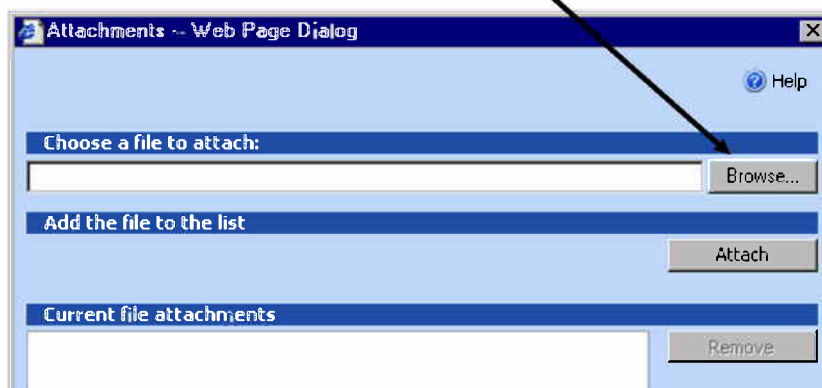 Attachments -- Web Page Dialog
Help
Choose a file to attach:
Browse...
Add the file to the list
Attach
Current file attachments
Remove